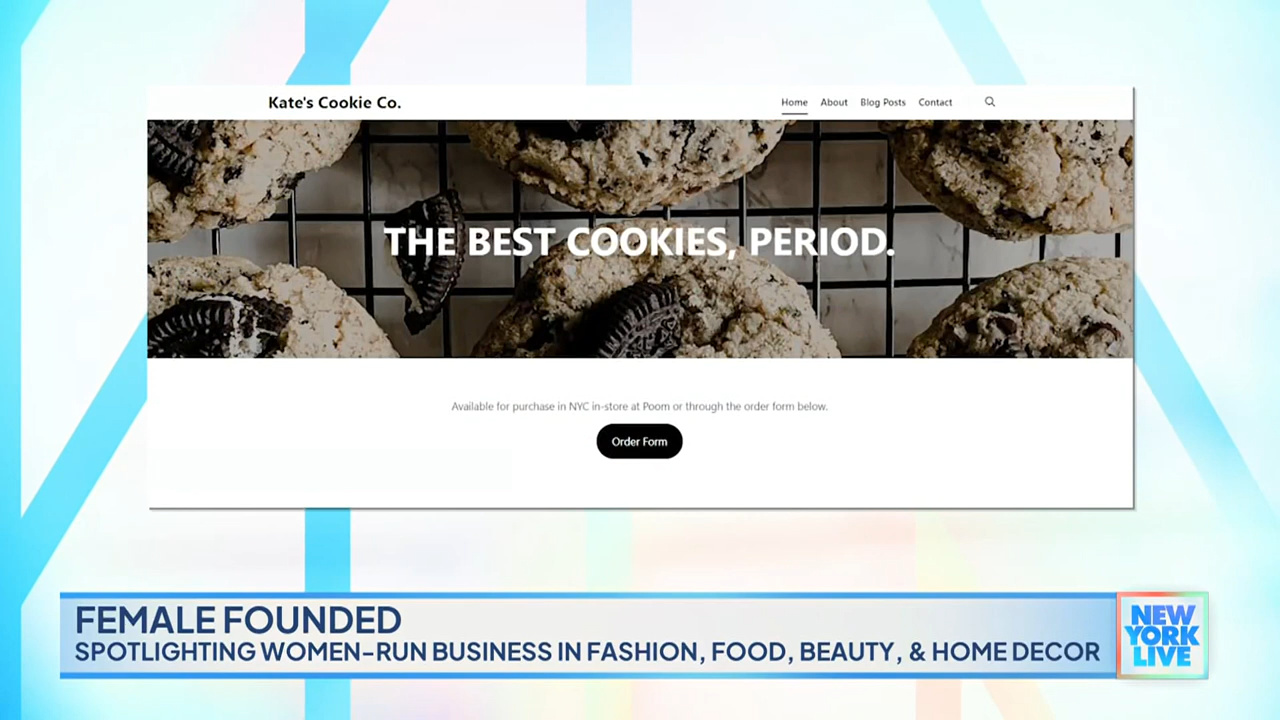 Kate's Cookie Co.
Home About Blog Posts Contact
THE BEST COOKIES, PERIOD.
Available for purchase in NYC in-store at Poom or through the order form below.
Order Form
FEMALE FOUNDED
SPOTLIGHTING WOMEN-RUN BUSINESS IN FASHION, FOOD, BEAUTY, & HOME DECOR
NEW
YORK
LIVE